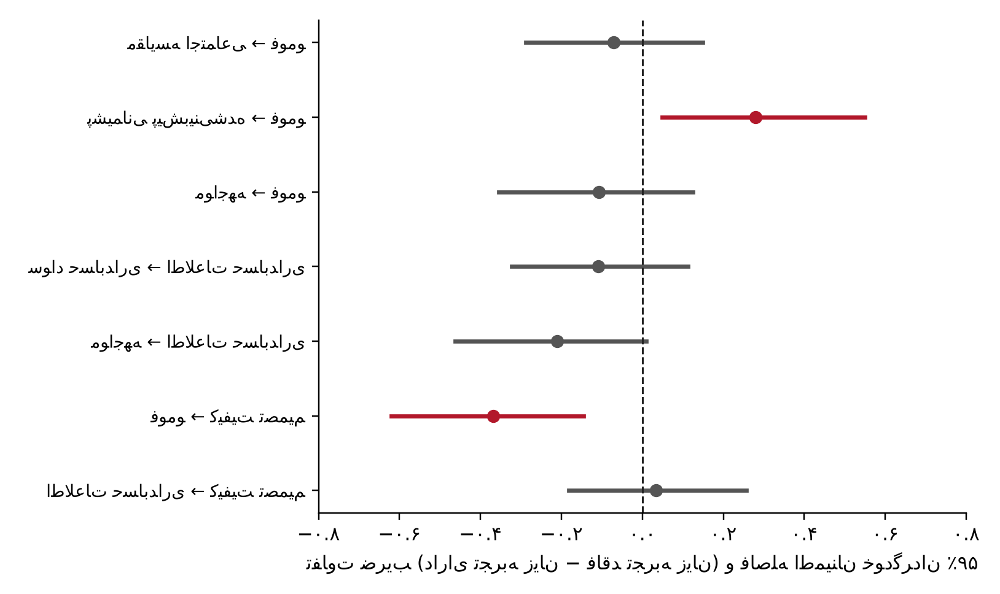 مقایسه اجتماعی ← فومو
پشیمانی پیش‌بینی‌شده ← فومو
مواجهه ← فومو
سواد حسابداری ← اطلاعات حسابداری
مواجهه ← اطلاعات حسابداری
فومو ← کیفیت تصمیم
اطلاعات حسابداری ← کیفیت تصمیم
−۰.۸ −۰.۶ −۰.۴ −۰.۲ ۰.۰ ۰.۲ ۰.۴ ۰.۶ ۰.۸
تفاوت ضریب (دارای تجربه زیان − فاقد تجربه زیان) و فاصله اطمینان خودگردان ٪۹۵